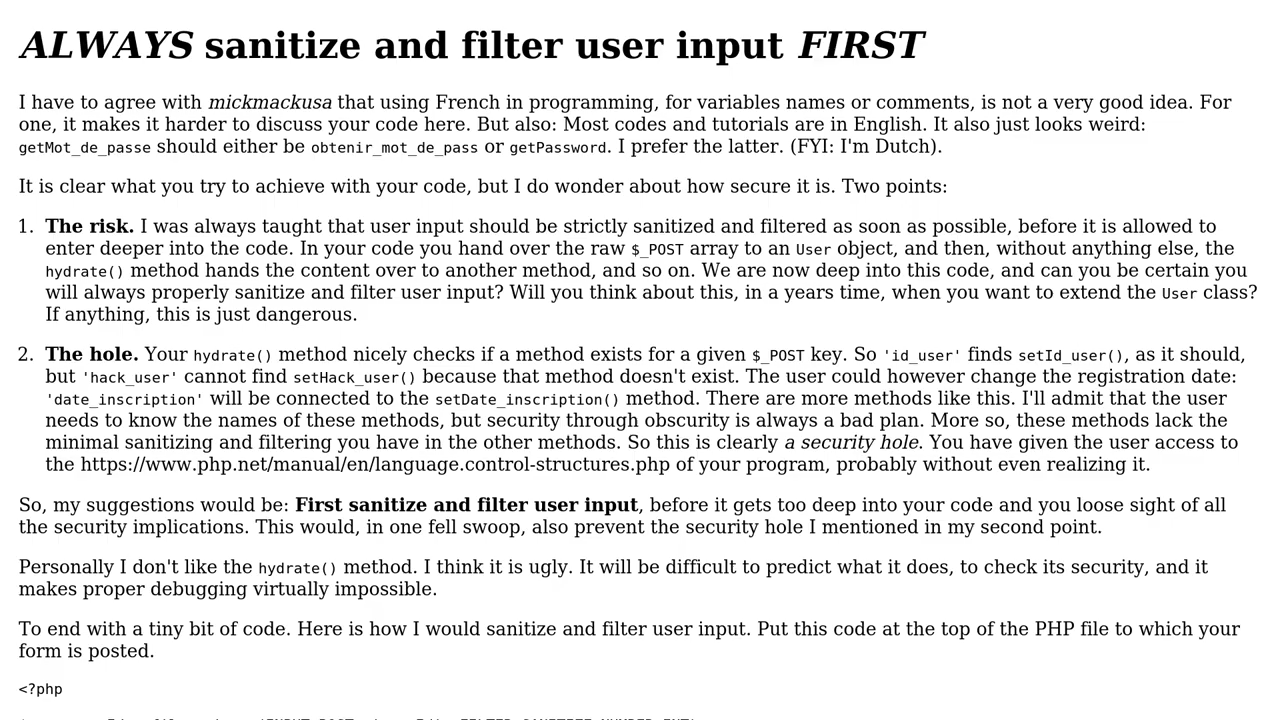 ALWAYS sanitize and filter user input FIRST
I have to agree with mickmackusa that using French in programming, for variables names or comments, is not a very good idea. For
one, it makes it harder to discuss your code here. But also: Most codes and tutorials are in English. It also just looks weird:
getMot_de_passe should either be obtenir_mot_de_pass or getPassword. I prefer the latter. (FYI: I'm Dutch).
It is clear what you try to achieve with your code, but I do wonder about how secure it is. Two points:
1. The risk. I was always taught that user input should be strictly sanitized and filtered as soon as possible, before it is allowed to
enter deeper into the code. In your code you hand over the raw $_POST array to an User object, and then, without anything else, the
hydrate() method hands the content over to another method, and so on. We are now deep into this code, and can you be certain you
will always properly sanitize and filter user input? Will you think about this, in a years time, when you want to extend the User class?
If anything, this is just dangerous.
2. The hole. Your hydrate() method nicely checks if a method exists for a given $_POST key. So 'id_user' finds setId_user(), as it should,
but 'hack_user' cannot find setHack_user() because that method doesn't exist. The user could however change the registration date:
'date_inscription' will be connected to the setDate_inscription() method. There are more methods like this. I'll admit that the user
needs to know the names of these methods, but security through obscurity is always a bad plan. More so, these methods lack the
minimal sanitizing and filtering you have in the other methods. So this is clearly a security hole. You have given the user access to
the https://www.php.net/manual/en/language.control-structures.php of your program, probably without even realizing it.
So, my suggestions would be: First sanitize and filter user input, before it gets too deep into your code and you loose sight of all
the security implications. This would, in one fell swoop, also prevent the security hole I mentioned in my second point.
Personally I don't like the hydrate() method. I think it is ugly. It will be difficult to predict what it does, to check its security, and it
makes proper debugging virtually impossible.
To end with a tiny bit of code. Here is how I would sanitize and filter user input. Put this code at the top of the PHP file to which your
form is posted.
<?php